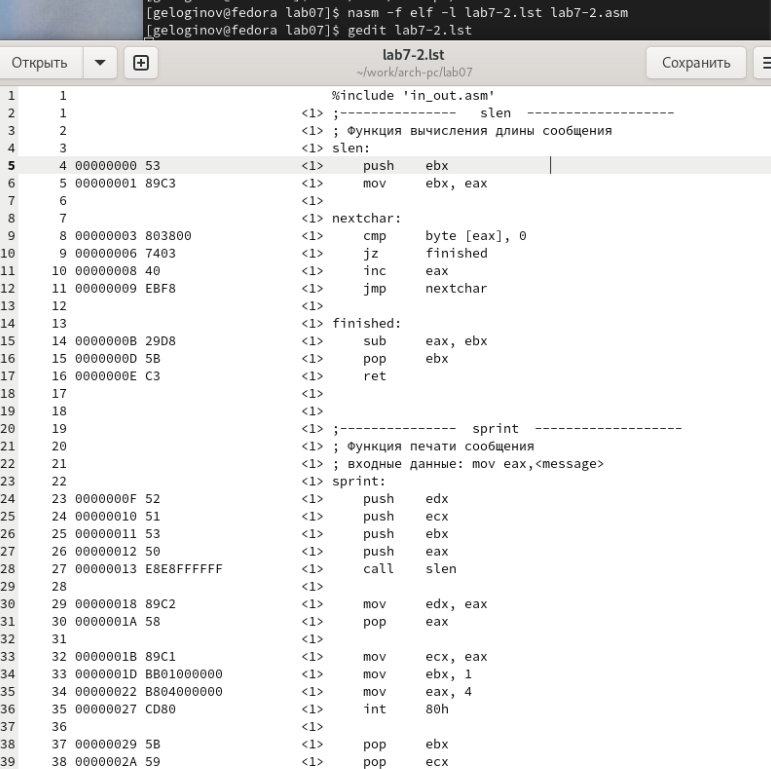 [geloginov@fedora lab07]$ nasm -f elf -l lab7-2.lst lab7-2.asm
[geloginov@fedora lab07]$ gedit lab7-2.lst
Открыть lab7-2.lst Сохранить
~/work/arch-pc/lab07
1 1 %include 'in_out.asm'
2 1 <1> ;--------------- slen -------------------
3 2 <1> ; Функция вычисления длины сообщения
4 3 <1> slen:
5 4 00000000 53 <1> push ebx
6 5 00000001 89C3 <1> mov ebx, eax
7 6 <1>
8 7 <1> nextchar:
9 8 00000003 803800 <1> cmp byte [eax], 0
10 9 00000006 7403 <1> jz finished
11 10 00000008 40 <1> inc eax
12 11 00000009 EBF8 <1> jmp nextchar
13 12 <1>
14 13 <1> finished:
15 14 0000000B 29D8 <1> sub eax, ebx
16 15 0000000D 5B <1> pop ebx
17 16 0000000E C3 <1> ret
18 17 <1>
19 18 <1>
20 19 <1> ;--------------- sprint -------------------
21 20 <1> ; Функция печати сообщения
22 21 <1> ; входные данные: mov eax,<message>
23 22 <1> sprint:
24 23 0000000F 52 <1> push edx
25 24 00000010 51 <1> push ecx
26 25 00000011 53 <1> push ebx
27 26 00000012 50 <1> push eax
28 27 00000013 E8E8FFFFFF <1> call slen
29 28 <1>
30 29 00000018 89C2 <1> mov edx, eax
31 30 0000001A 58 <1> pop eax
32 31 <1>
33 32 0000001B 89C1 <1> mov ecx, eax
34 33 0000001D BB01000000 <1> mov ebx, 1
35 34 00000022 B804000000 <1> mov eax, 4
36 35 00000027 CD80 <1> int 80h
37 36 <1>
38 37 00000029 5B <1> pop ebx
39 38 0000002A 59 <1> pop ecx